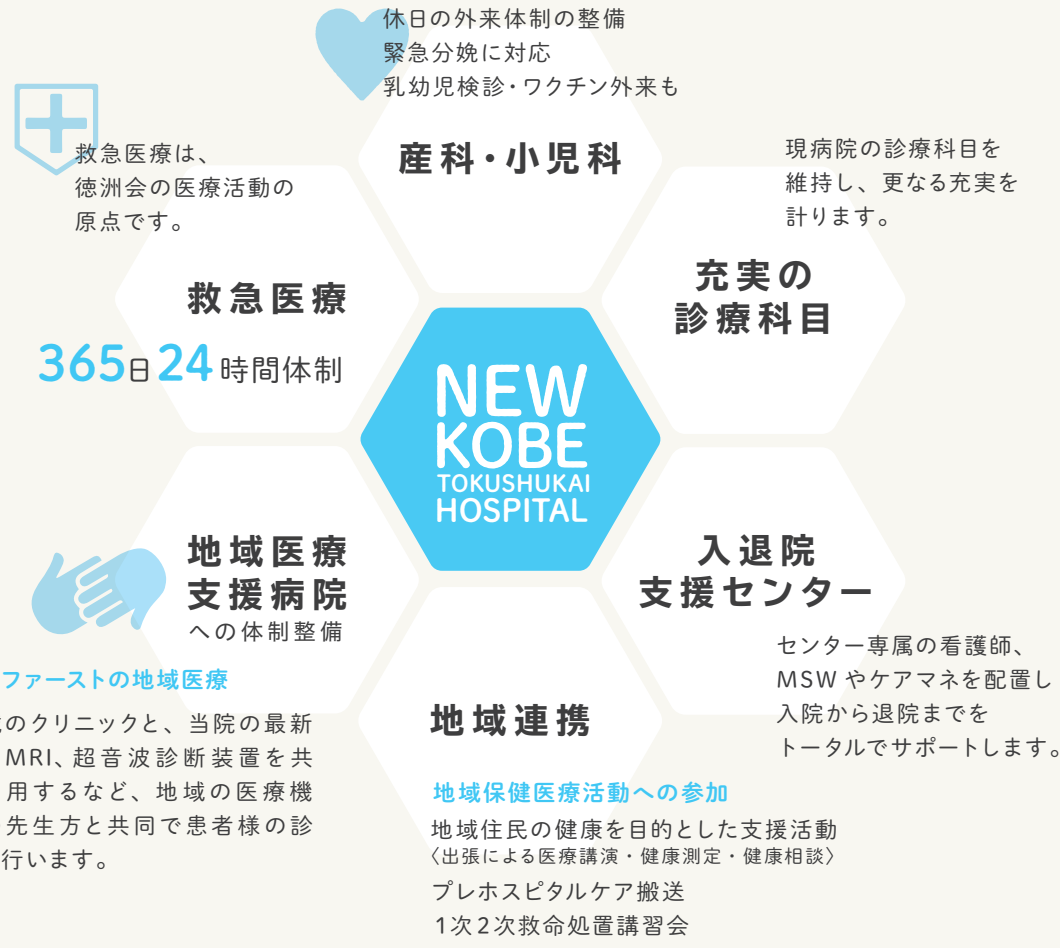 休日の外来体制の整備
緊急分娩に対応
乳幼児検診・ワクチン外来も
産科・小児科
救急医療は、
徳洲会の医療活動の
原点です。
救急医療
365日24時間体制
現病院の診療科目を
維持し、更なる充実を
計ります。
充実の
診療科目
NEW
KOBE
TOKUSHUKAI
HOSPITAL
地域医療
支援病院
への体制整備
ファーストの地域医療
のクリニックと、当院の最新
MRI、超音波診断装置を共
用するなど、地域の医療機
先生方と共同で患者様の診
行います。
入退院
支援センター
センター専属の看護師、
MSW やケアマネを配置し
入院から退院までを
トータルでサポートします。
地域連携
地域保健医療活動への参加
地域住民の健康を目的とした支援活動
〈出張による医療講演・健康測定・健康相談〉
プレホスピタルケア搬送
1次2次救命処置講習会